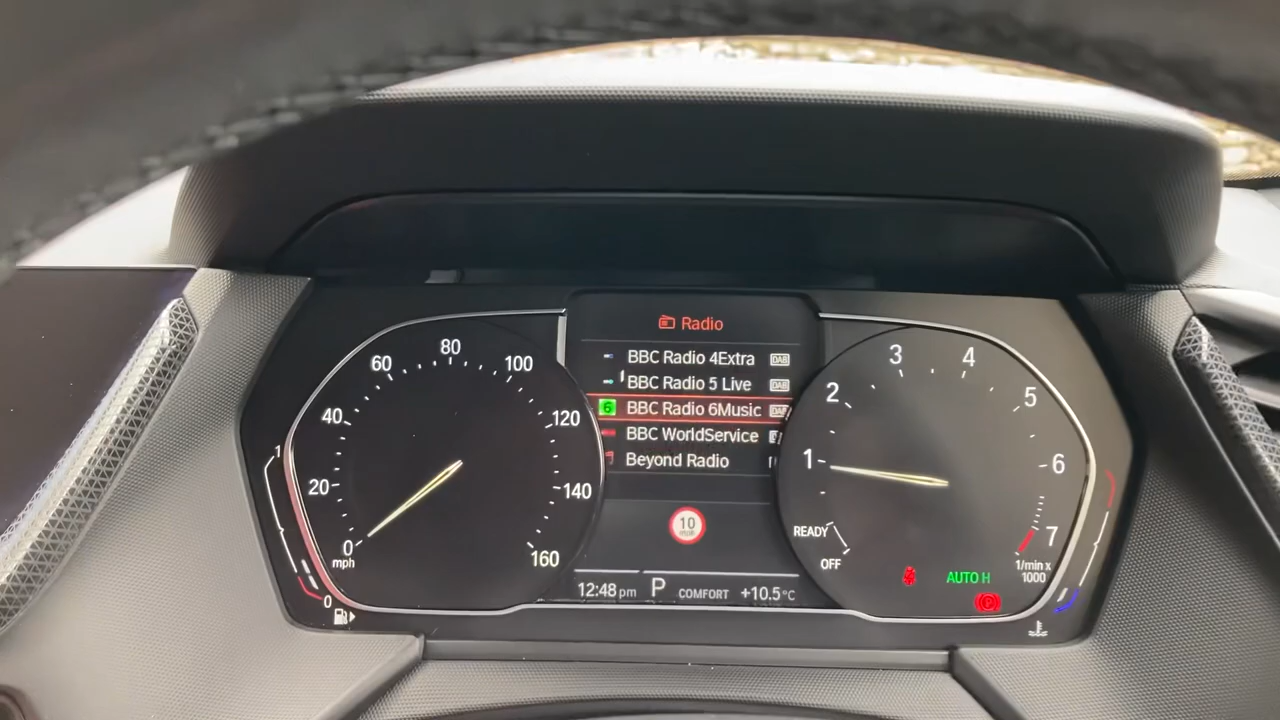 Radio
BBC Radio 4Extra DAB
BBC Radio 5 Live DAB
6 BBC Radio 6Music DAB
BBC WorldService
Beyond Radio
10
12:48 pm P COMFORT +10.5°C
0 20 40 60 80 100 120 140 160
mph
1
0
1 2 3 4 5 6 7
READY
OFF
1/min x
1000
AUTO H
P